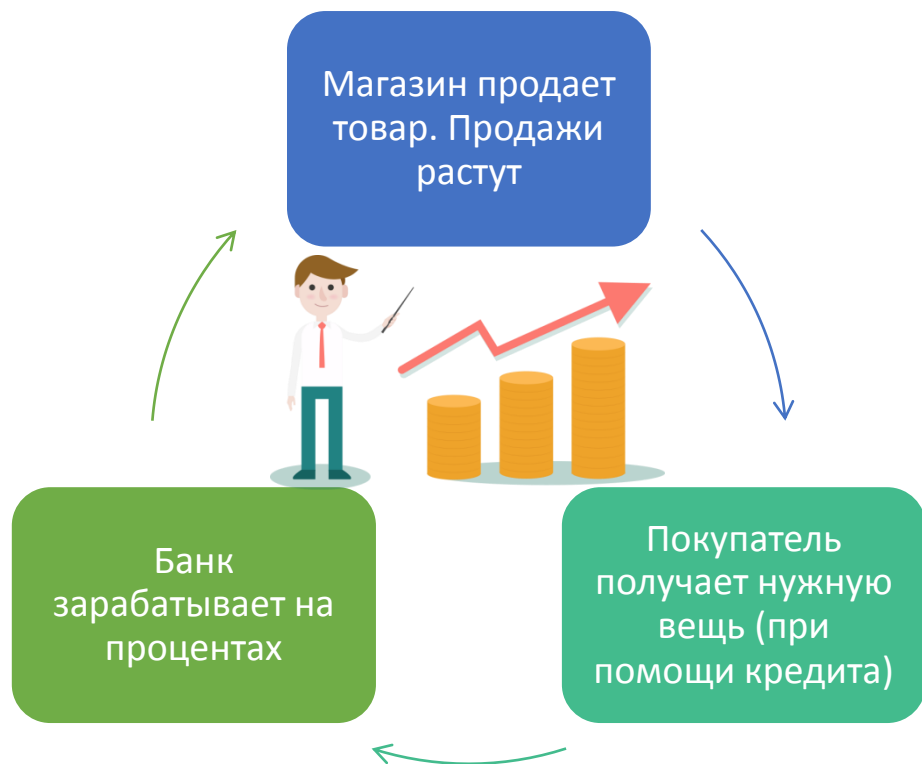 Магазин продает
товар. Продажи
растут
Банк
зарабатывает на
процентах
Покупатель
получает нужную
вещь (при
помощи кредита)